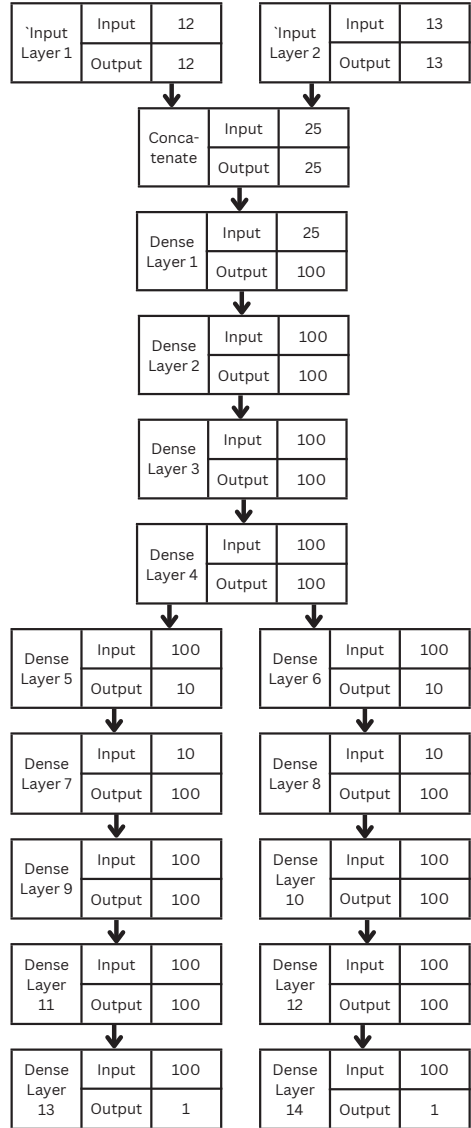 `Input
Layer 1
Input
12
Output
12
`Input
Layer 2
Input
13
Output
13
Conca-
tenate
Input
25
Output
25
Dense
Layer 1
Input
25
Output
100
Dense
Layer 2
Input
100
Output
100
Dense
Layer 3
Input
100
Output
100
Dense
Layer 4
Input
100
Output
100
Dense
Layer 5
Input
100
Output
10
Dense
Layer 6
Input
100
Output
10
Dense
Layer 7
Input
10
Output
100
Dense
Layer 8
Input
10
Output
100
Dense
Layer 9
Input
100
Output
100
Dense
Layer
10
Input
100
Output
100
Dense
Layer
11
Input
100
Output
100
Dense
Layer
12
Input
100
Output
100
Dense
Layer
13
Input
100
Output
1
Dense
Layer
14
Input
100
Output
1